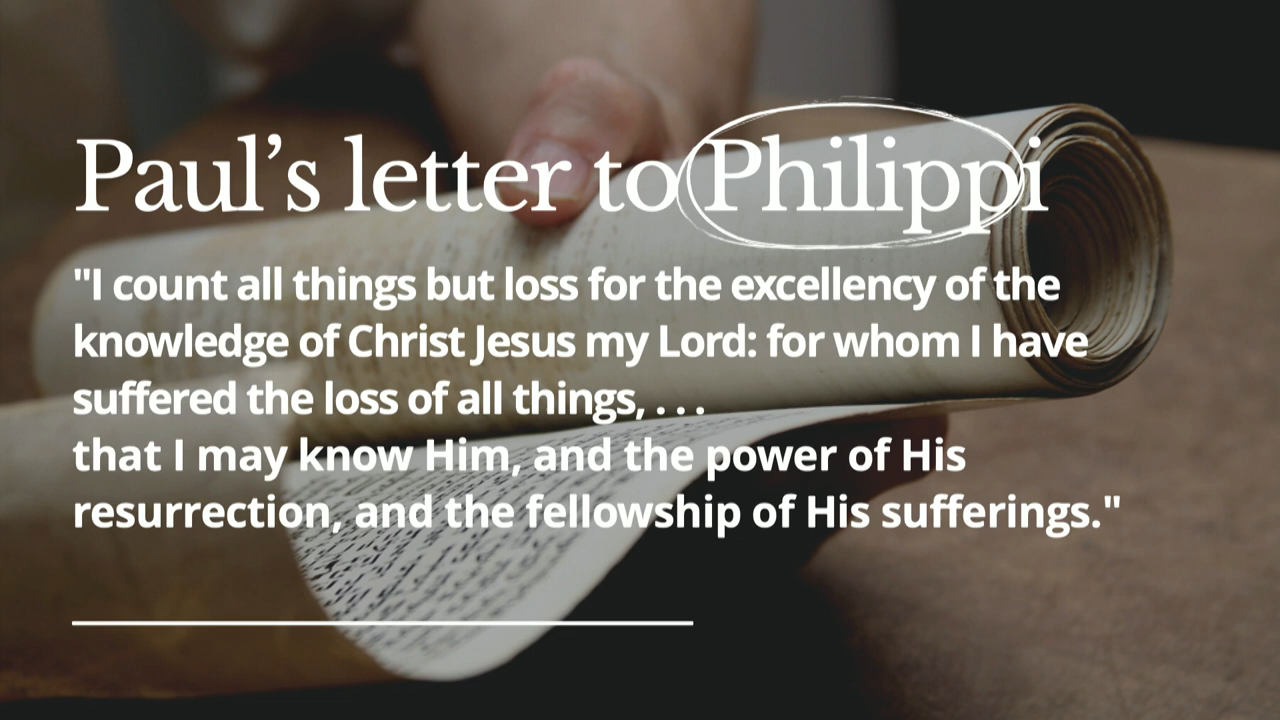 Paul’s letter to Philippi
"I count all things but loss for the excellency of the
knowledge of Christ Jesus my Lord: for whom I have
suffered the loss of all things, . . .
that I may know Him, and the power of His
resurrection, and the fellowship of His sufferings."